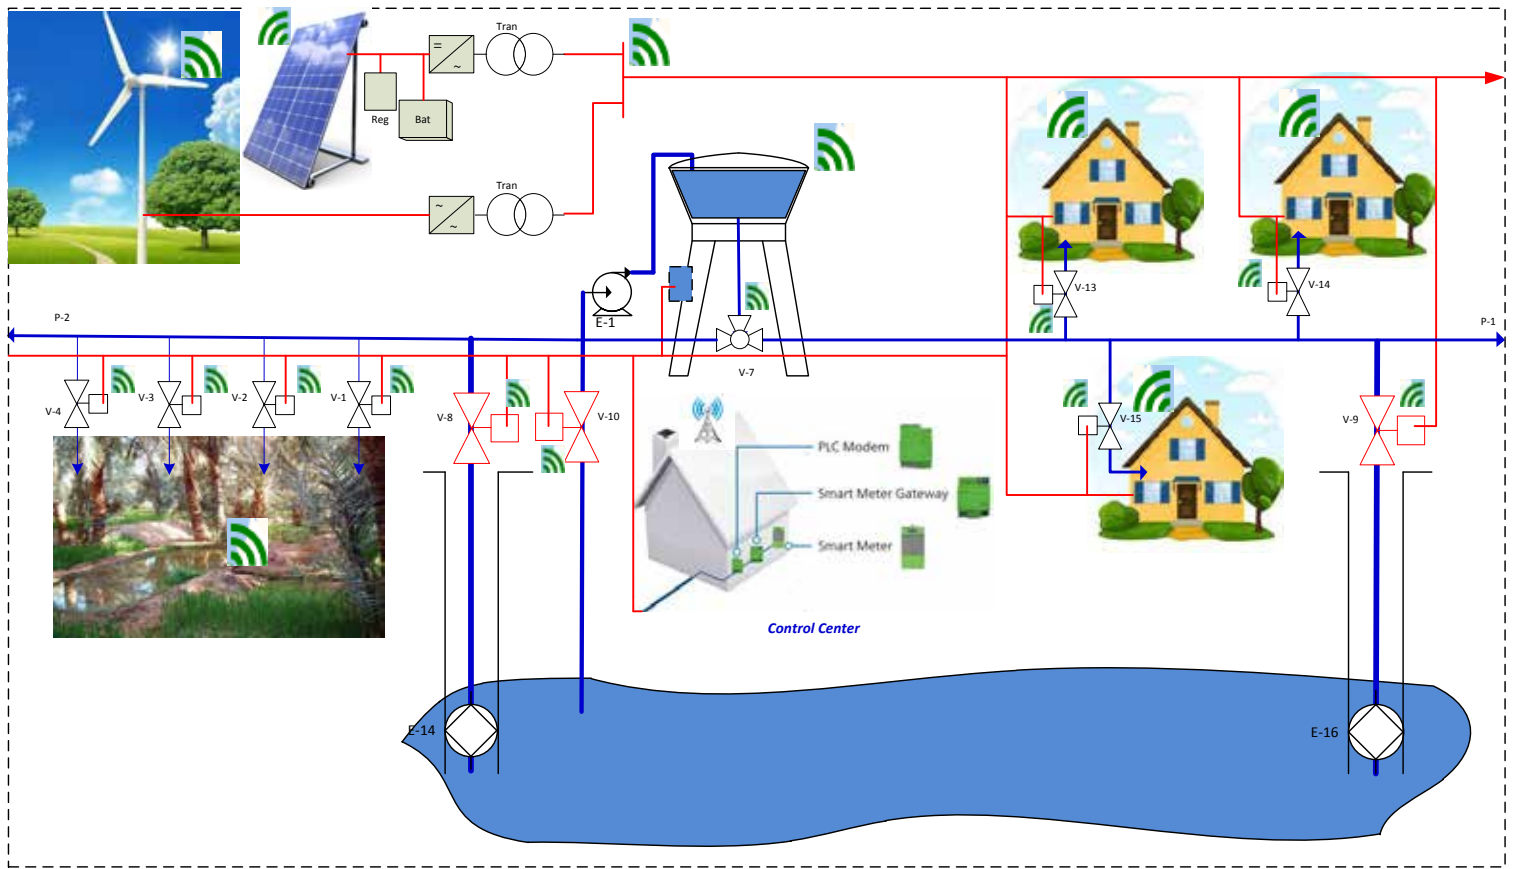 Tran
=
~
Reg
Bat
Tran
~
~
E-1
P-2
P-1
V-13
V-14
V-7
V-4
V-3
V-2
V-1
V-8
V-10
V-15
V-9
PLC Modem
Smart Meter Gateway
Smart Meter
Control Center
E-14
E-16